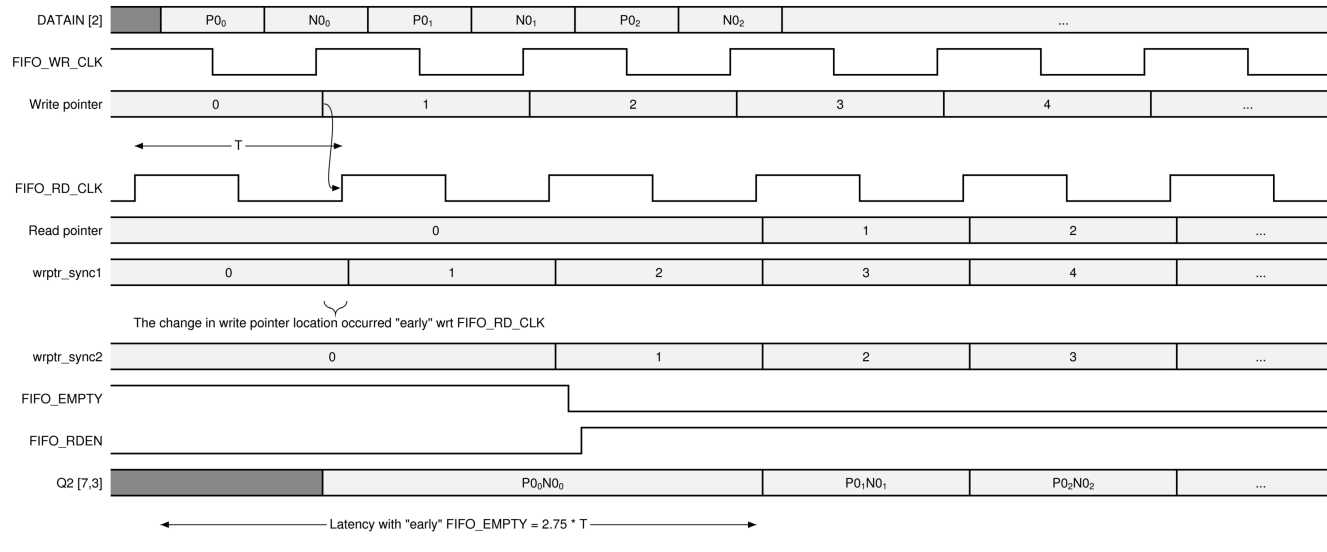 DATAIN [2] P0₀ N0₀ P0₁ N0₁ P0₂ N0₂ ...
FIFO_WR_CLK
Write pointer 0 1 2 3 4 ...
T
FIFO_RD_CLK
Read pointer 0 1 2 ...
wrptr_sync1 0 1 2 3 4 ...
The change in write pointer location occurred "early" wrt FIFO_RD_CLK
wrptr_sync2 0 1 2 3 ...
FIFO_EMPTY
FIFO_RDEN
Q2 [7,3] P0₀N0₀ P0₁N0₁ P0₂N0₂ ...
Latency with "early" FIFO_EMPTY = 2.75 * T